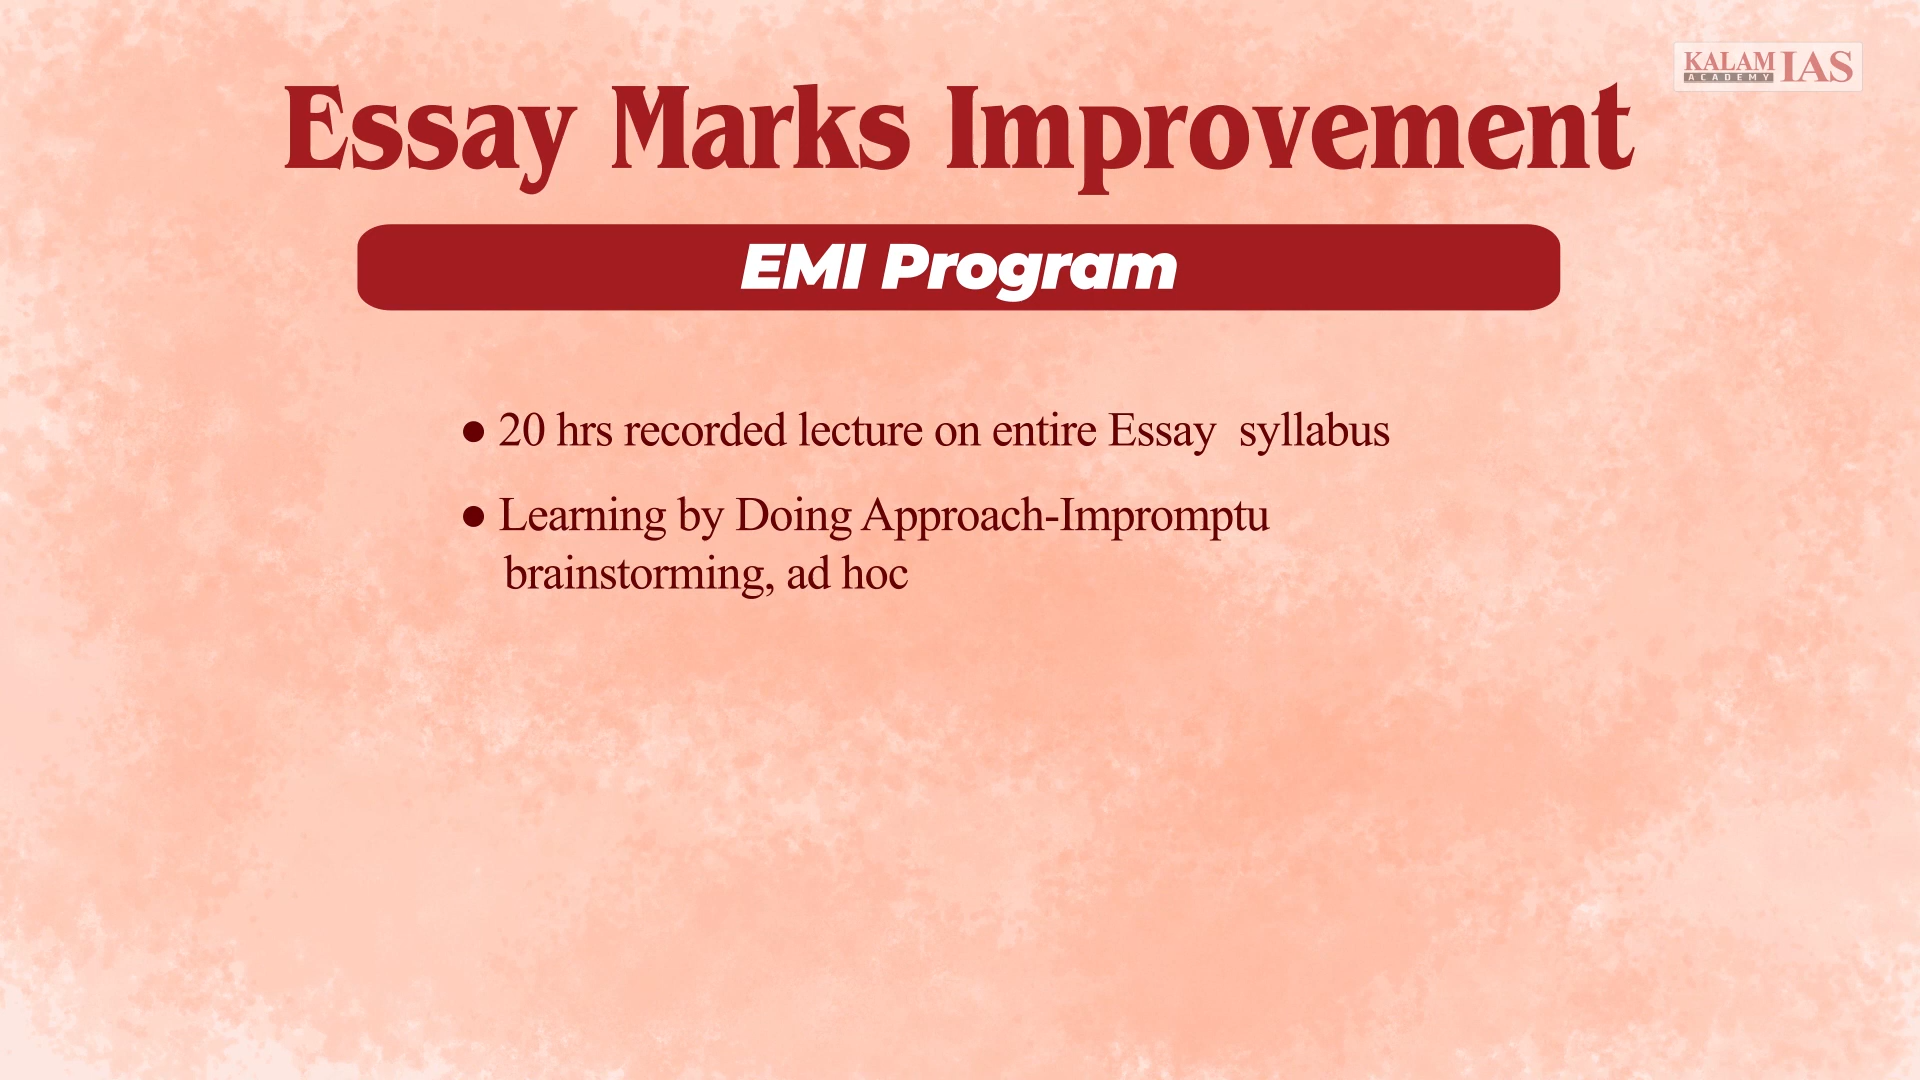 KALAM IAS
ACADEMY
Essay Marks Improvement
EMI Program
● 20 hrs recorded lecture on entire Essay  syllabus
● Learning by Doing Approach-Impromptu
brainstorming, ad hoc